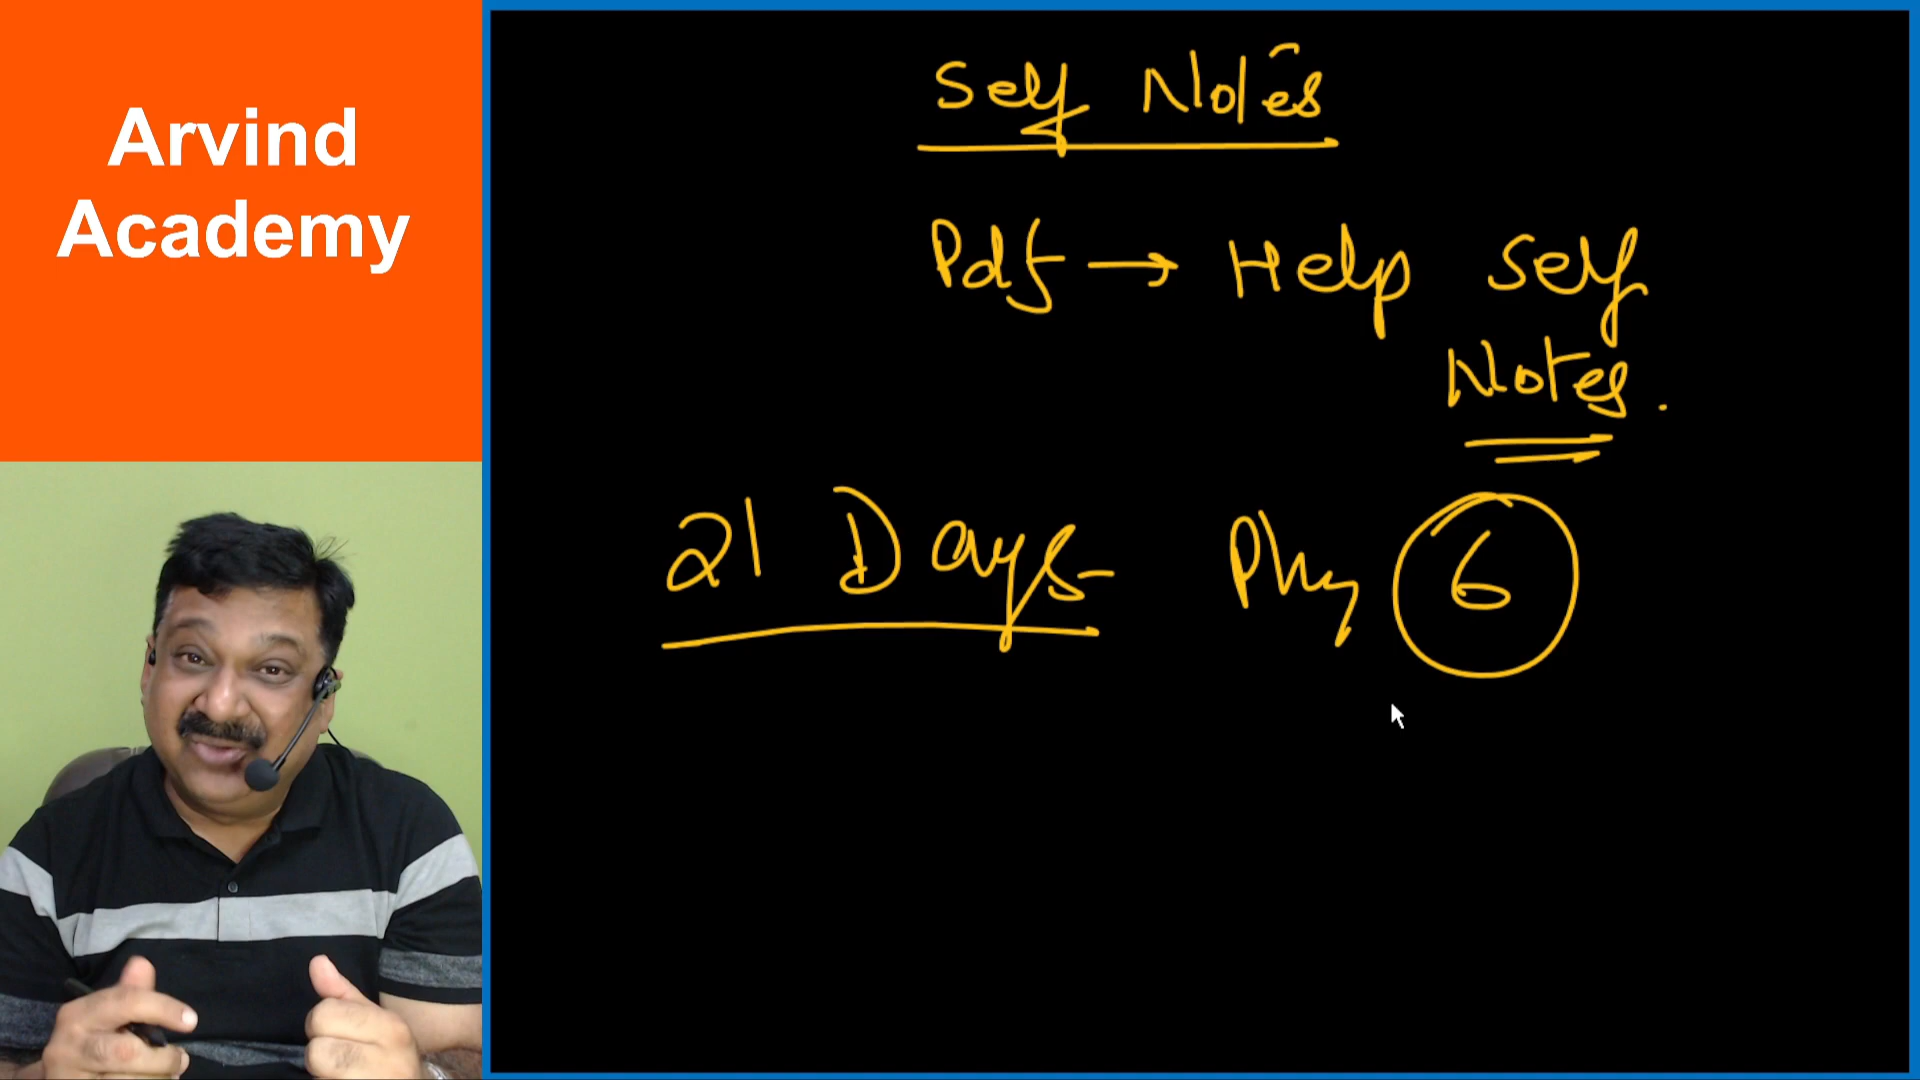 Arvind
Academy
Self Notes
Pdf → Help Self
Notes.
21 Days Phy 6